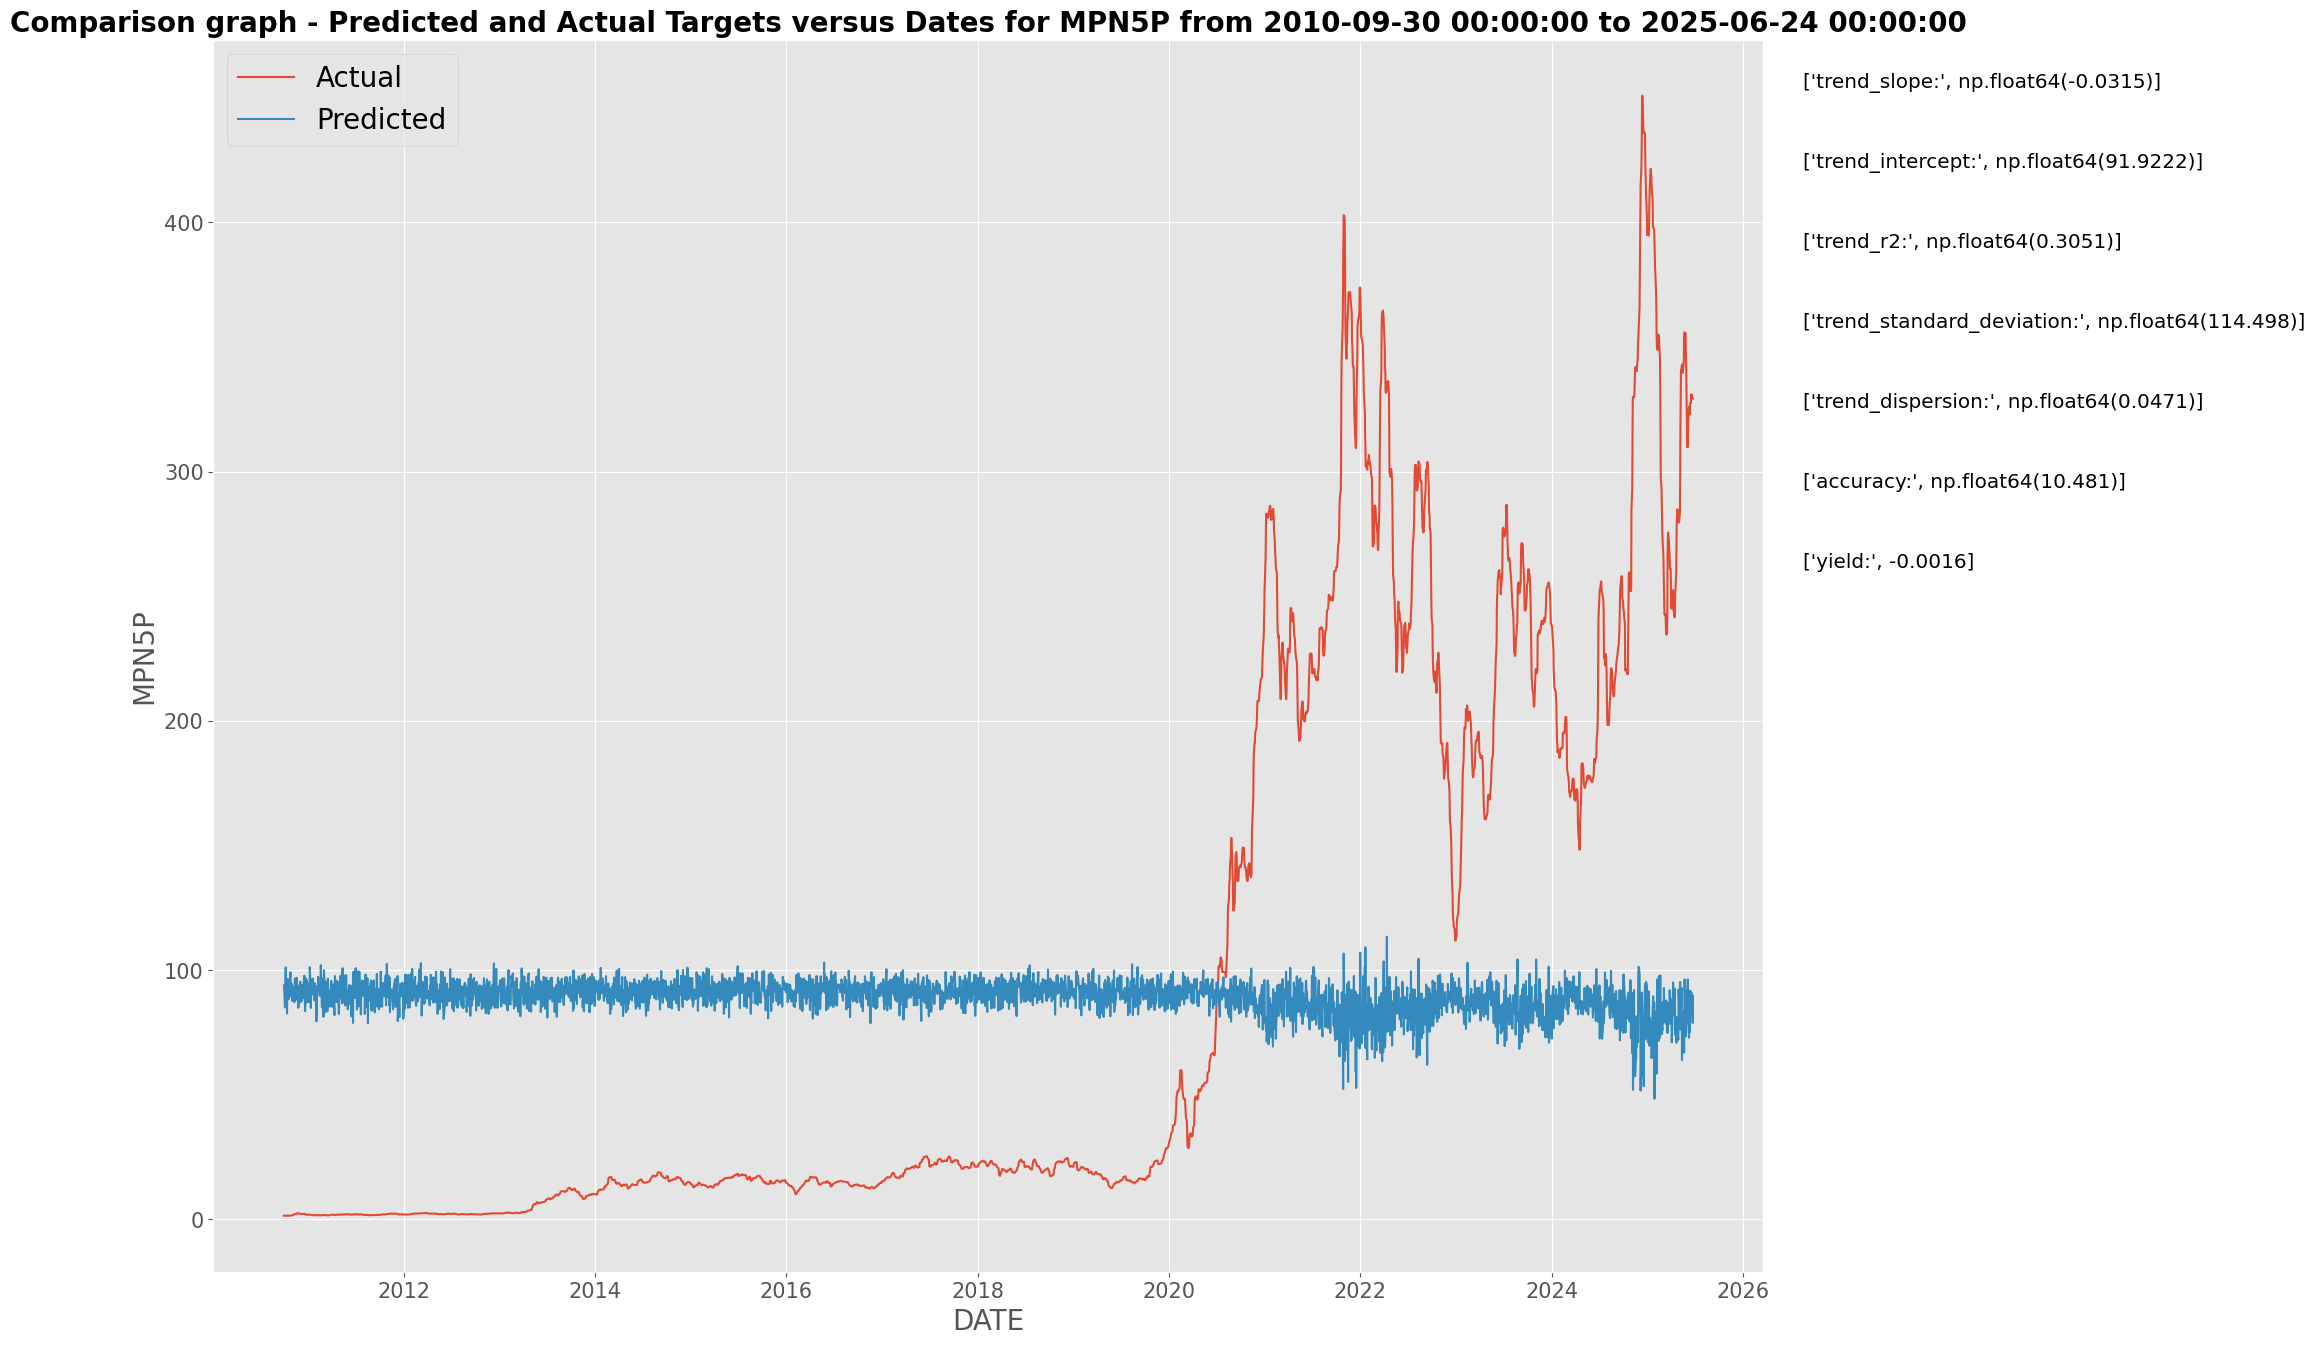 Comparison graph - Predicted and Actual Targets versus Dates for MPN5P from 2010-09-30 00:00:00 to 2025-06-24 00:00:00
Actual
Predicted
['trend_slope:', np.float64(-0.0315)]
['trend_intercept:', np.float64(91.9222)]
['trend_r2:', np.float64(0.3051)]
['trend_standard_deviation:', np.float64(114.498)]
['trend_dispersion:', np.float64(0.0471)]
['accuracy:', np.float64(10.481)]
['yield:', -0.0016]
MPN5P
400
300
200
100
0
2012 2014 2016 2018 2020 2022 2024 2026
DATE